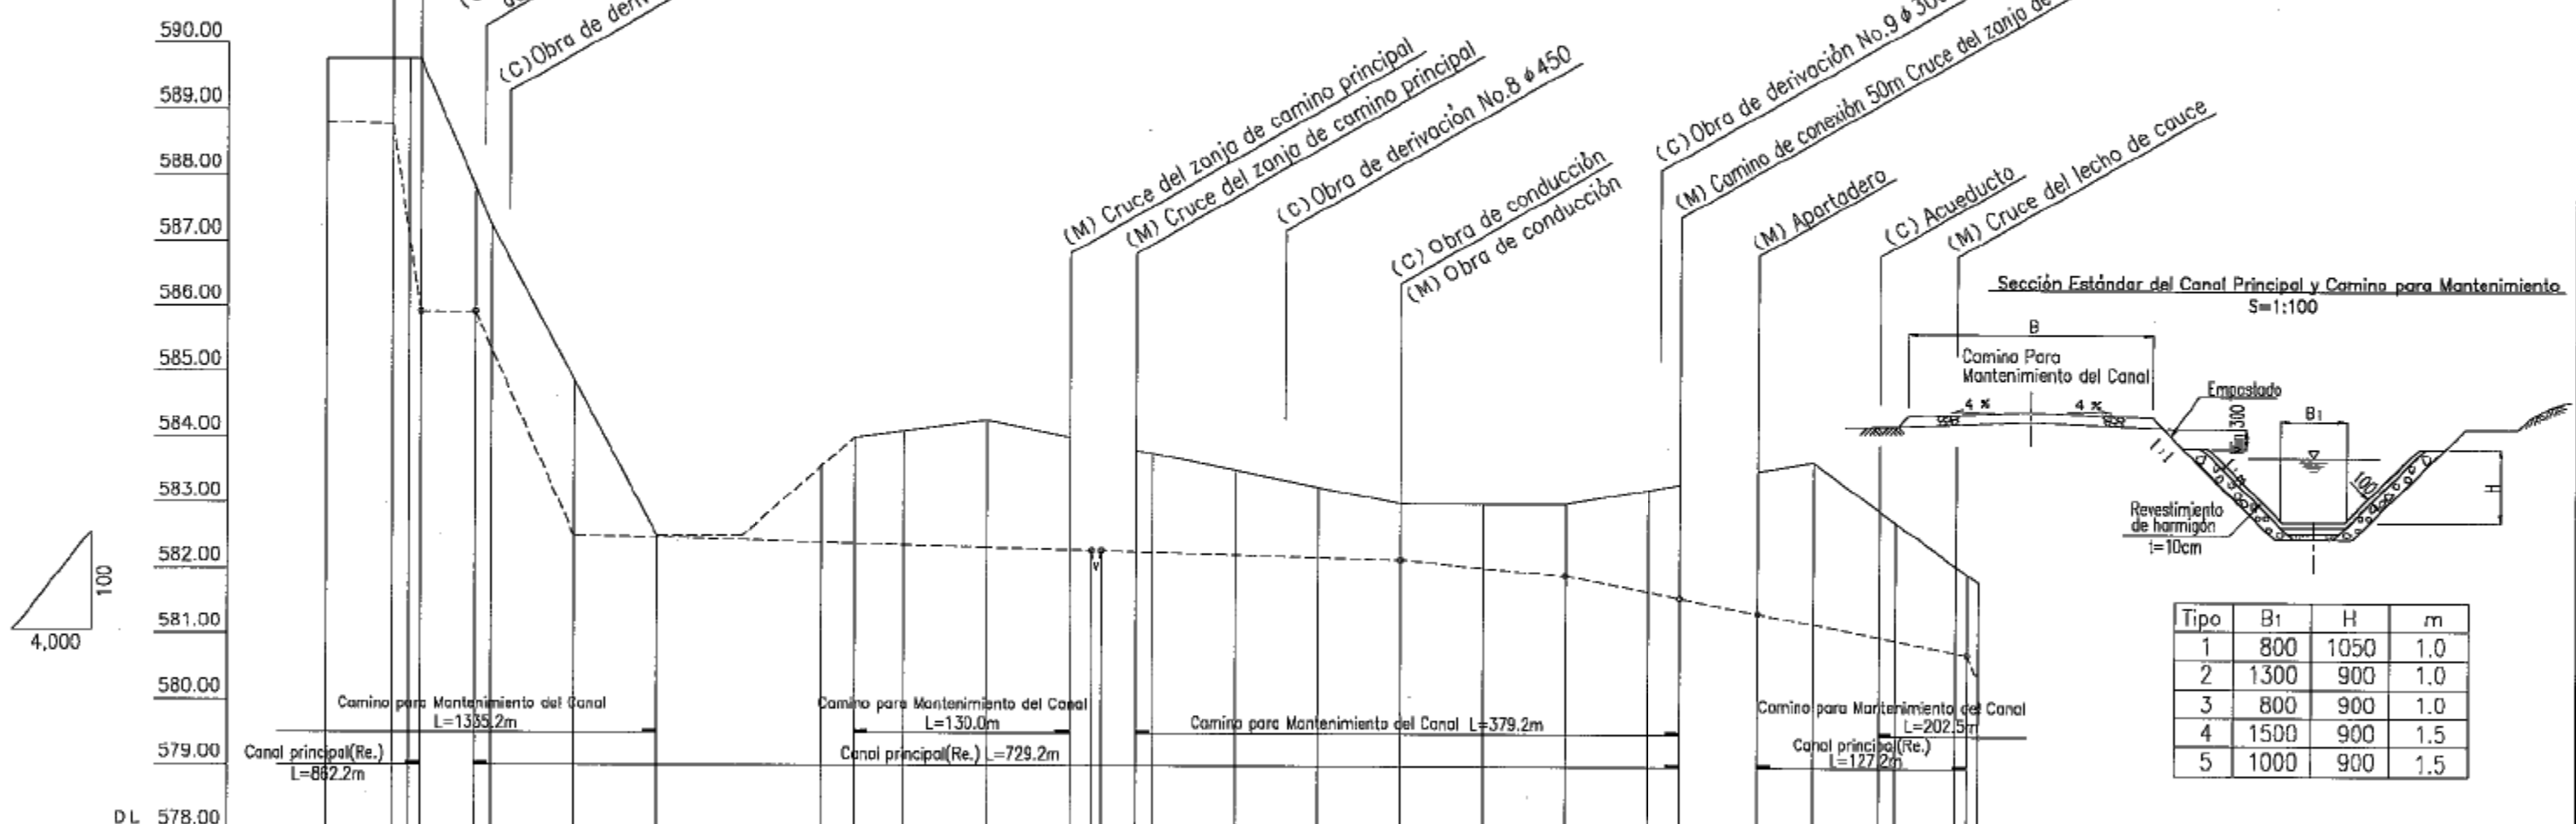 590.00
589.00
588.00
587.00
586.00
585.00
584.00
583.00
582.00
581.00
580.00
579.00
DL 578.00
100
4,000
(C)Obra de
(M) Cruce del zanja de camino principal
(M) Cruce del zanja de camino principal
(C)Obra de derivación No.8 φ450
(C) Obra de conducción
(M) Obra de conducción
(C)Obra de derivación No.9 φ
(M) Camino de conexión 50m Cruce del zanja de
(M) Apartadero
(C) Acueducto
(M) Cruce del lecho de cauce
V
Camino para Mantenimiento del Canal
L=1335.2m
Canal principal(Re.)
L=862.2m
Camino para Mantenimiento del Canal
L=130.0m
Canal principal(Re.) L=729.2m
Camino para Mantenimiento del Canal L=379.2m
Camino para Mantenimiento del Canal
L=202.5m
Canal principal(Re.)
L=127.2m
Sección Estándar del Canal Principal y Camino para Mantenimiento
S=1:100
B
Camino Para
Mantenimiento del Canal
4 %
4 %
Empastado
Min 300
B1
1:1
100
H
Revestimiento
de harmigón
t=10cm
Tipo B1 H m
1 800 1050 1.0
2 1300 900 1.0
3 800 900 1.0
4 1500 900 1.5
5 1000 900 1.5